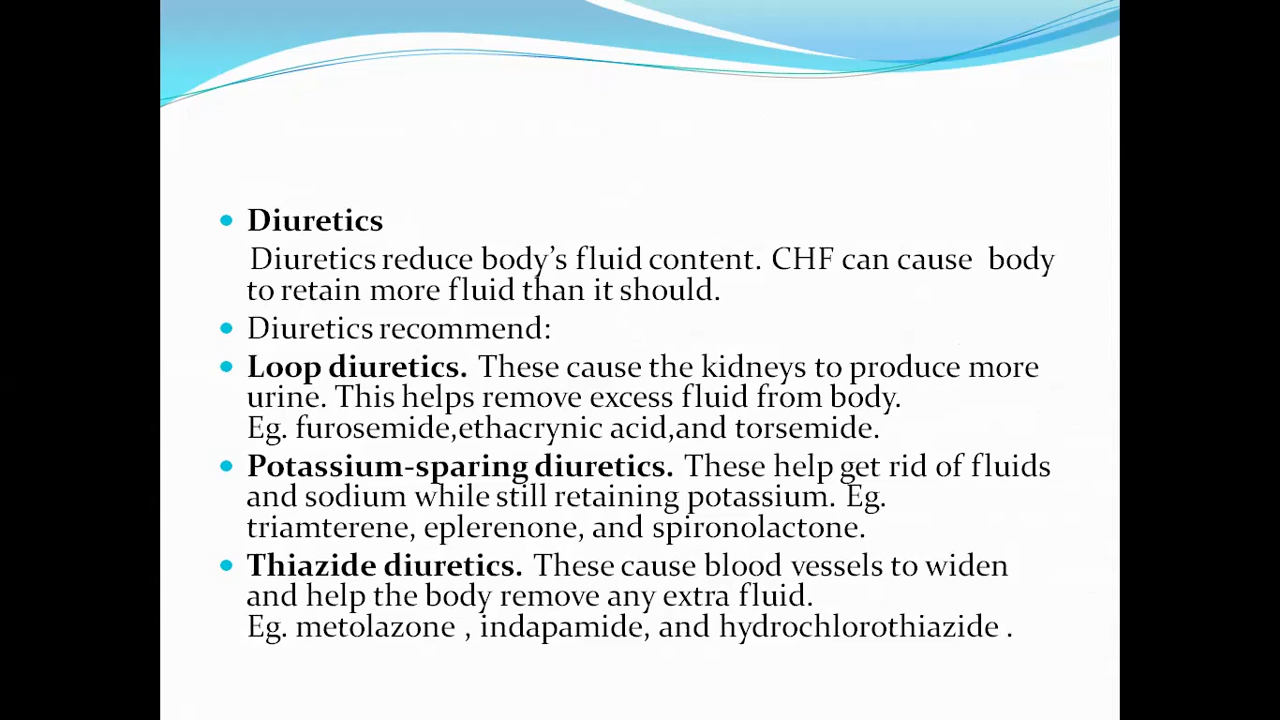 Diuretics
Diuretics reduce body’s fluid content. CHF can cause body
to retain more fluid than it should.
Diuretics recommend:
Loop diuretics. These cause the kidneys to produce more
urine. This helps remove excess fluid from body.
Eg. furosemide,ethacrynic acid,and torsemide.
Potassium-sparing diuretics. These help get rid of fluids
and sodium while still retaining potassium. Eg.
triamterene, eplerenone, and spironolactone.
Thiazide diuretics. These cause blood vessels to widen
and help the body remove any extra fluid.
Eg. metolazone , indapamide, and hydrochlorothiazide .